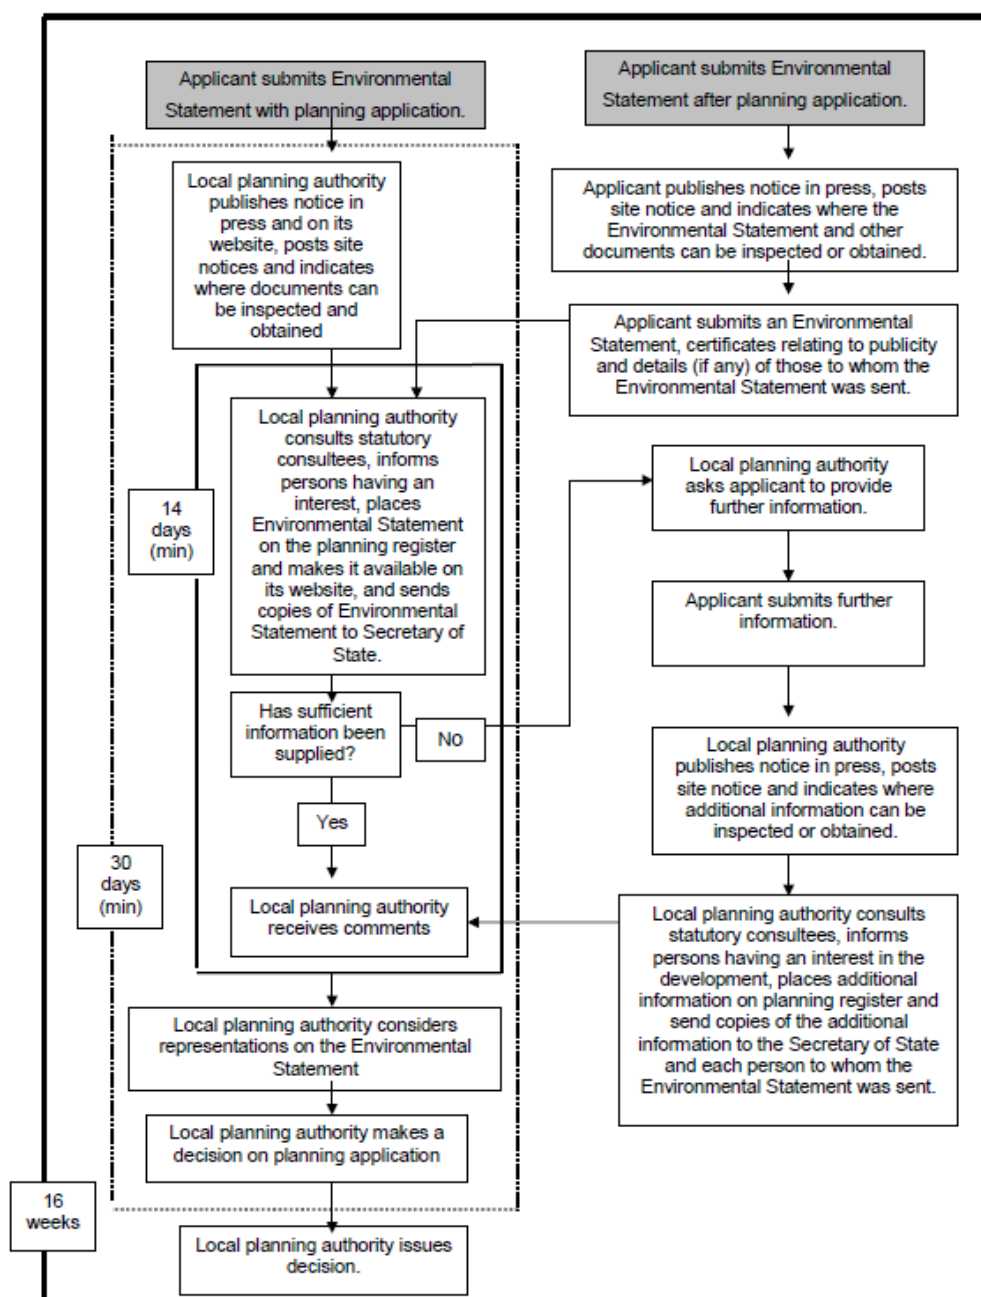 Applicant submits Environmental
Statement with planning application.
Applicant submits Environmental
Statement after planning application.
Local planning authority
publishes notice in
press and on its
website, posts site
notices and indicates
where documents can
be inspected and
obtained
Applicant publishes notice in press, posts
site notice and indicates where the
Environmental Statement and other
documents can be inspected or obtained.
Applicant submits an Environmental
Statement, certificates relating to publicity
and details (if any) of those to whom the
Environmental Statement was sent.
Local planning authority
consults statutory
consultees, informs
persons having an
interest, places
Environmental Statement
on the planning register
and makes it available on
its website, and sends
copies of Environmental
Statement to Secretary of
State.
14
days
(min)
Local planning authority
asks applicant to provide
further information.
Applicant submits further
information.
Has sufficient
information been
supplied?
No
Yes
Local planning authority
publishes notice in press, posts
site notice and indicates where
additional information can be
inspected or obtained.
30
days
(min)
Local planning authority
receives comments
Local planning authority consults
statutory consultees, informs
persons having an interest in the
development, places additional
information on planning register and
send copies of the additional
information to the Secretary of State
and each person to whom the
Environmental Statement was sent.
Local planning authority considers
representations on the Environmental
Statement
Local planning authority makes a
decision on planning application
16
weeks
Local planning authority issues
decision.